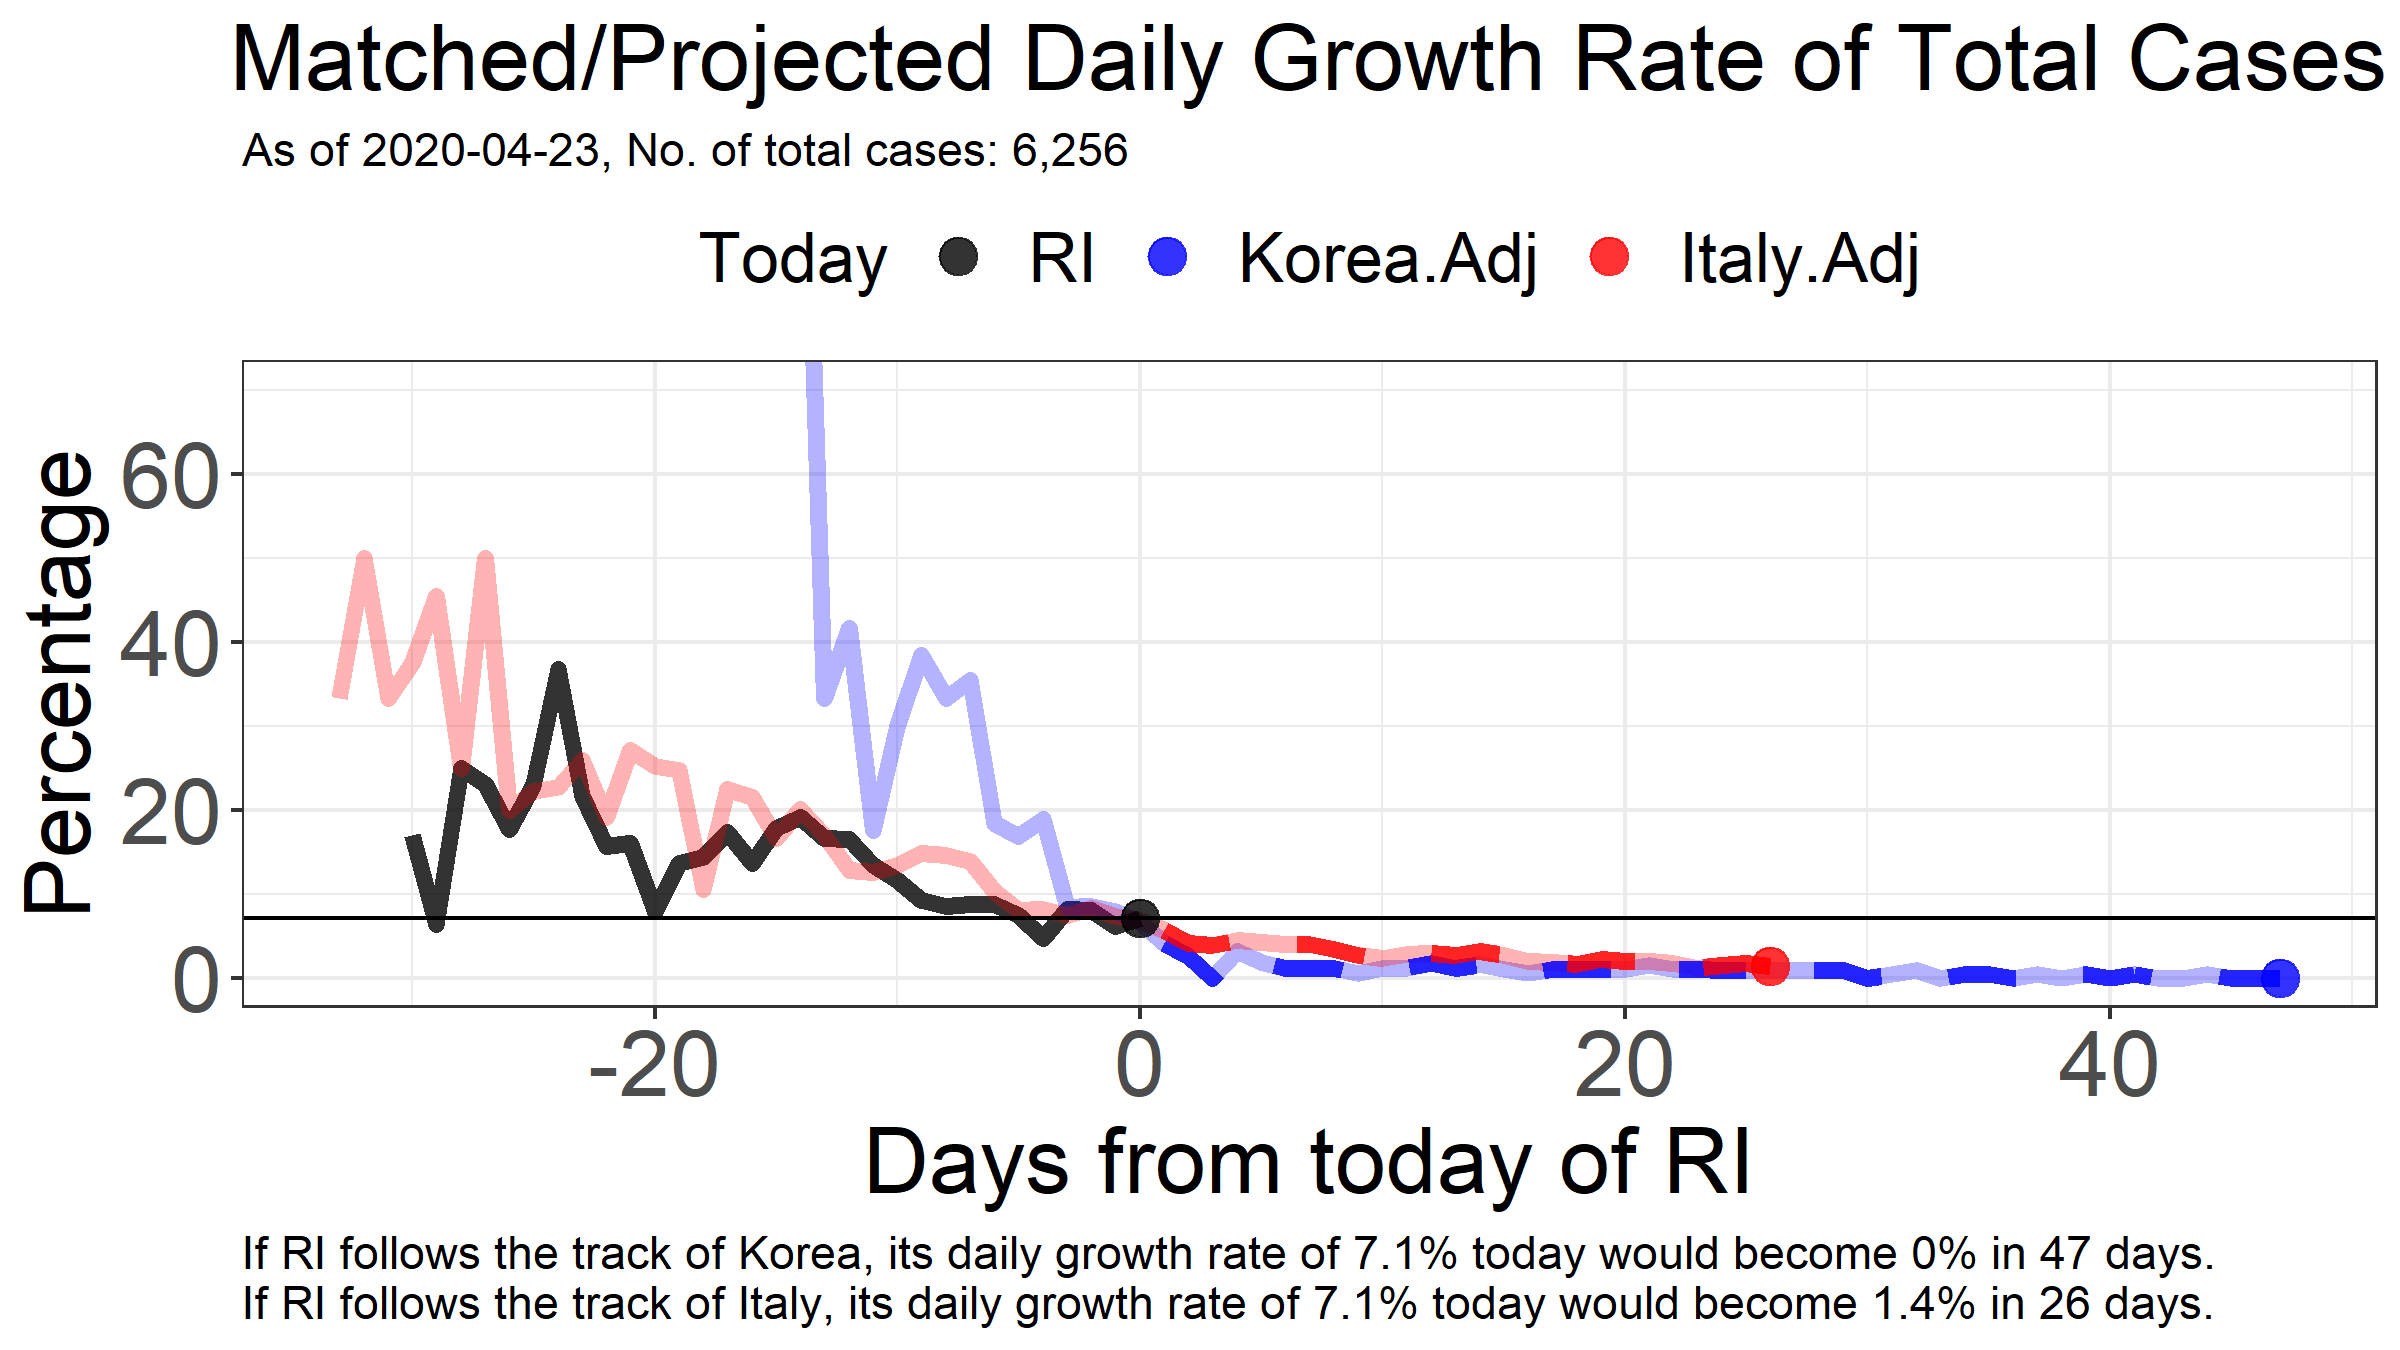 Matched/Projected Daily Growth Rate of Total Cases
As of 2020-04-23, No. of total cases: 6,256
Today RI Korea.Adj Italy.Adj
Percentage
60
40
20
0
-20 0 20 40
Days from today of RI
If RI follows the track of Korea, its daily growth rate of 7.1% today would become 0% in 47 days.
If RI follows the track of Italy, its daily growth rate of 7.1% today would become 1.4% in 26 days.